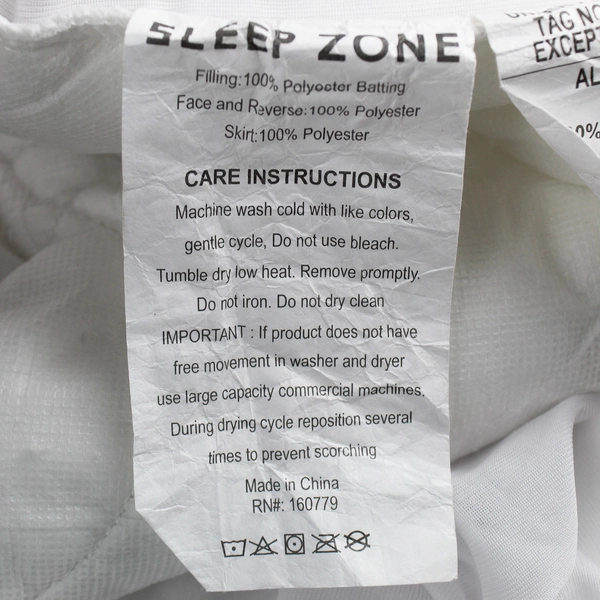 SLEEP ZONE
Filling:100% Polyester Batting
Face and Reverse:100% Polyester
Skirt:100% Polyester
CARE INSTRUCTIONS
Machine wash cold with like colors,
gentle cycle, Do not use bleach.
Tumble dry low heat. Remove promptly.
Do not iron. Do not dry clean
IMPORTANT : If product does not have
free movement in washer and dryer
use large capacity commercial machines.
During drying cycle reposition several
times to prevent scorching
Made in China
RN#: 160779
TAG NO
EXCEPT
AL
0%